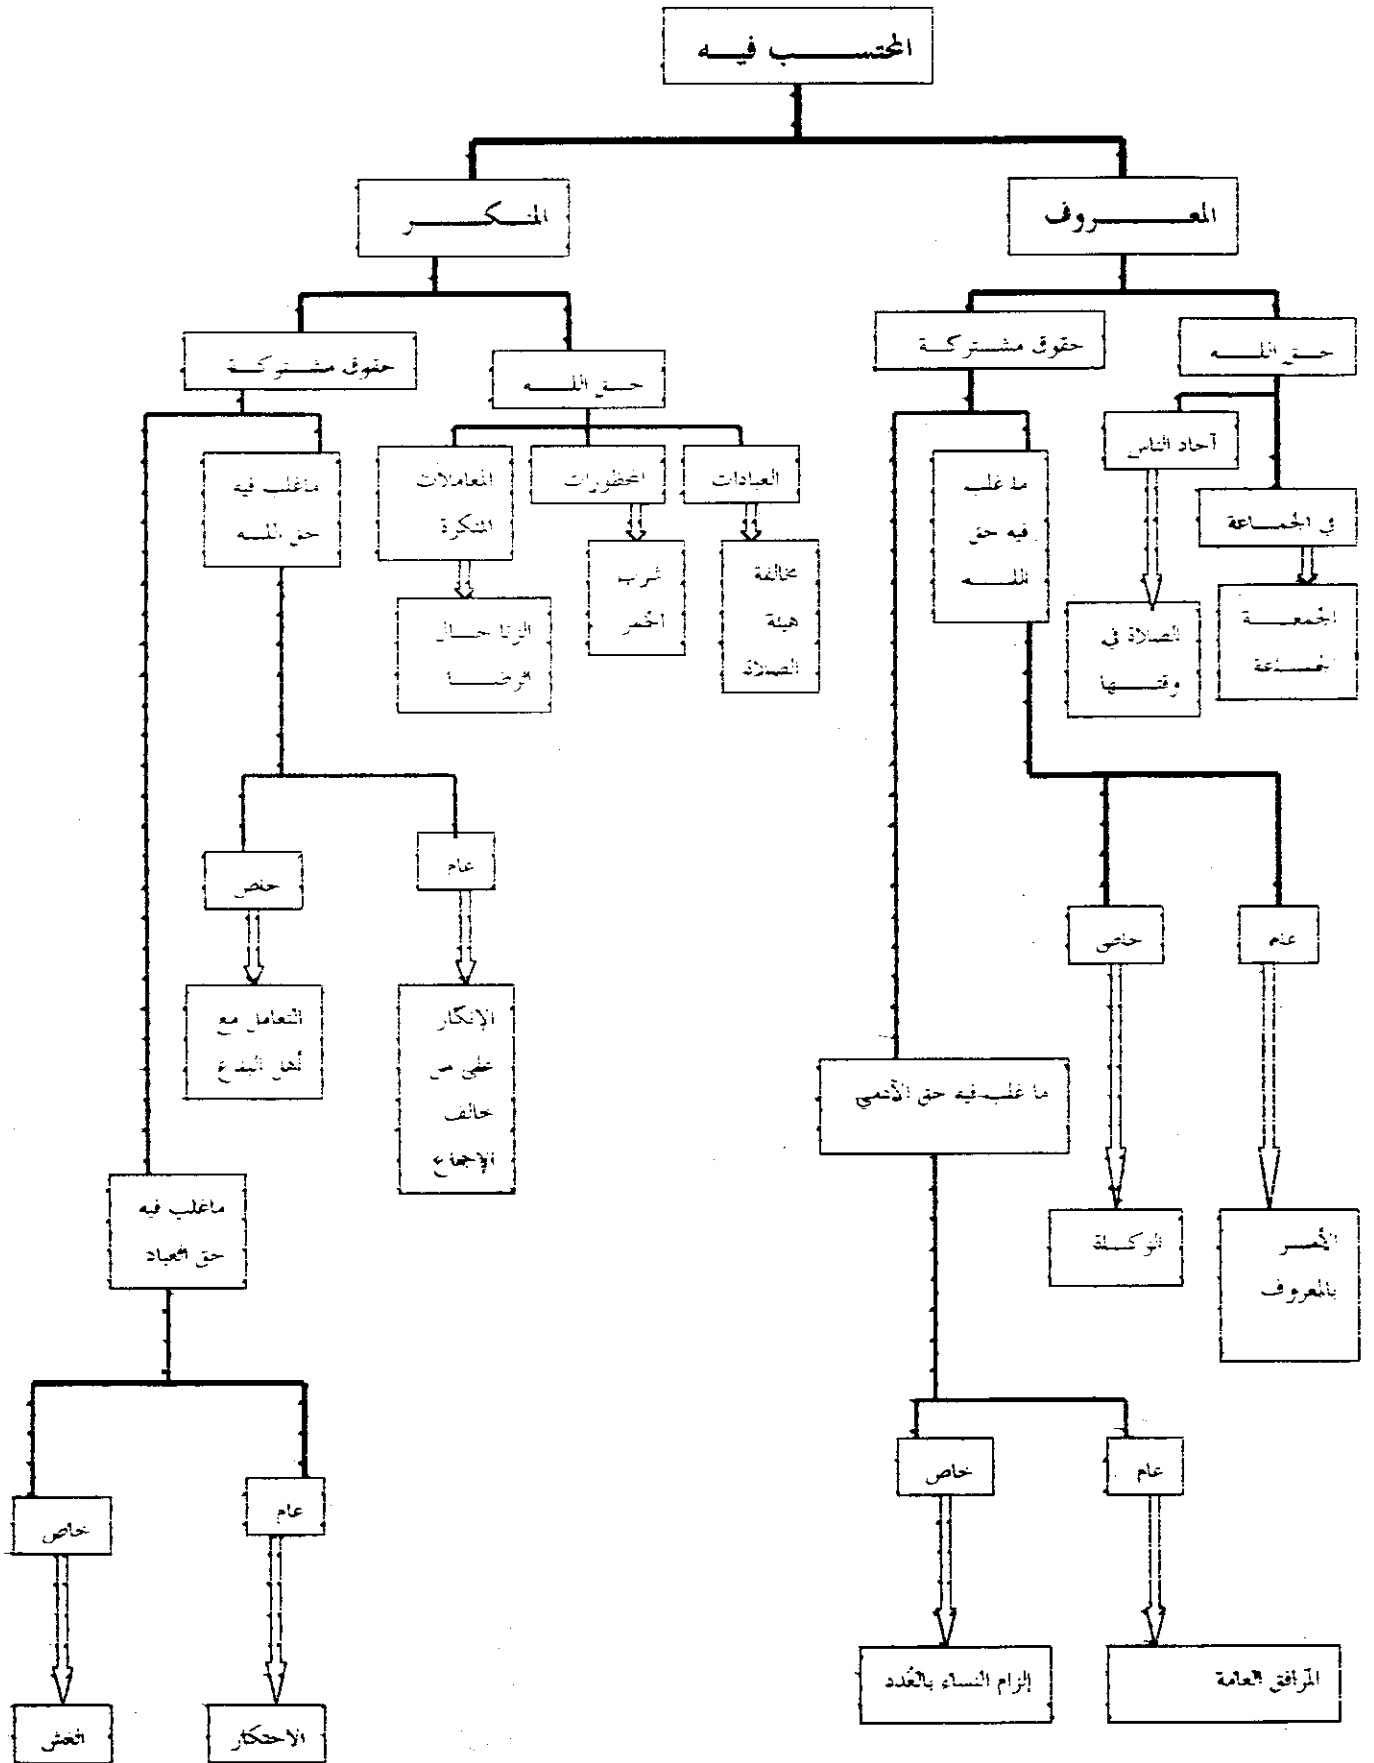 المحتسب فيه
المعروف
المنكر
حق الله
حقوق مشتركة
حق الله
حقوق مشتركة
آحاد الناس
في الجماعة
الصلاة في
وقتها
الجمعة
الجماعة
ما غلب
فيه حق
الله
العبادات
المحظورات
المعاملات
المنكرة
ماغلب فيه
حق الله
مخالفة
هيئة
الصلاة
شرب
الخمر
الزنا حال
الرضا
عام
خاص
عام
خاص
الإنكار
على من
خالف
الإجماع
التعامل مع
أهل البدع
ما غلب فيه حق الآدمي
الأمر
بالمعروف
الوكالة
ماغلب فيه
حق العباد
عام
خاص
عام
خاص
المرافق العامة
إلزام النساء بالعُدد
الاحتكار
الغش